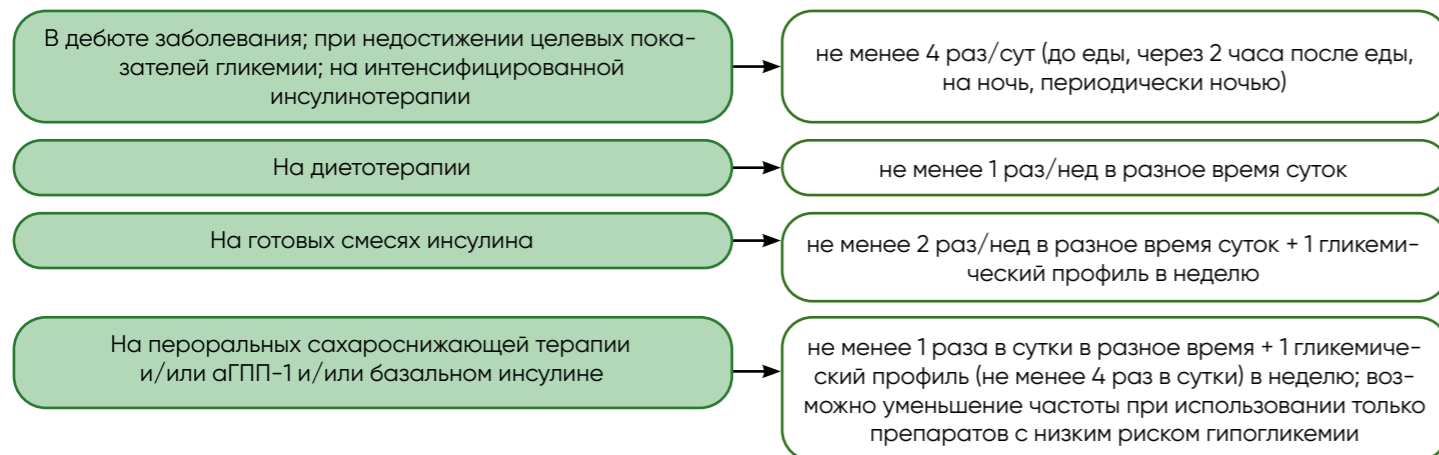 В дебюте заболевания; при недостижении целевых пока-
зателей гликемии; на интенсифицированной
инсулинотерапии
не менее 4 раз/сут (до еды, через 2 часа после еды,
на ночь, периодически ночью)
На диетотерапии
не менее 1 раз/нед в разное время суток
На готовых смесях инсулина
не менее 2 раз/нед в разное время суток + 1 гликеми-
ческий профиль в неделю
На пероральных сахароснижающей терапии
и/или аГПП-1 и/или базальном инсулине
не менее 1 раза в сутки в разное время + 1 гликемиче-
ский профиль (не менее 4 раз в сутки) в неделю; воз-
можно уменьшение частоты при использовании только
препаратов с низким риском гипогликемии